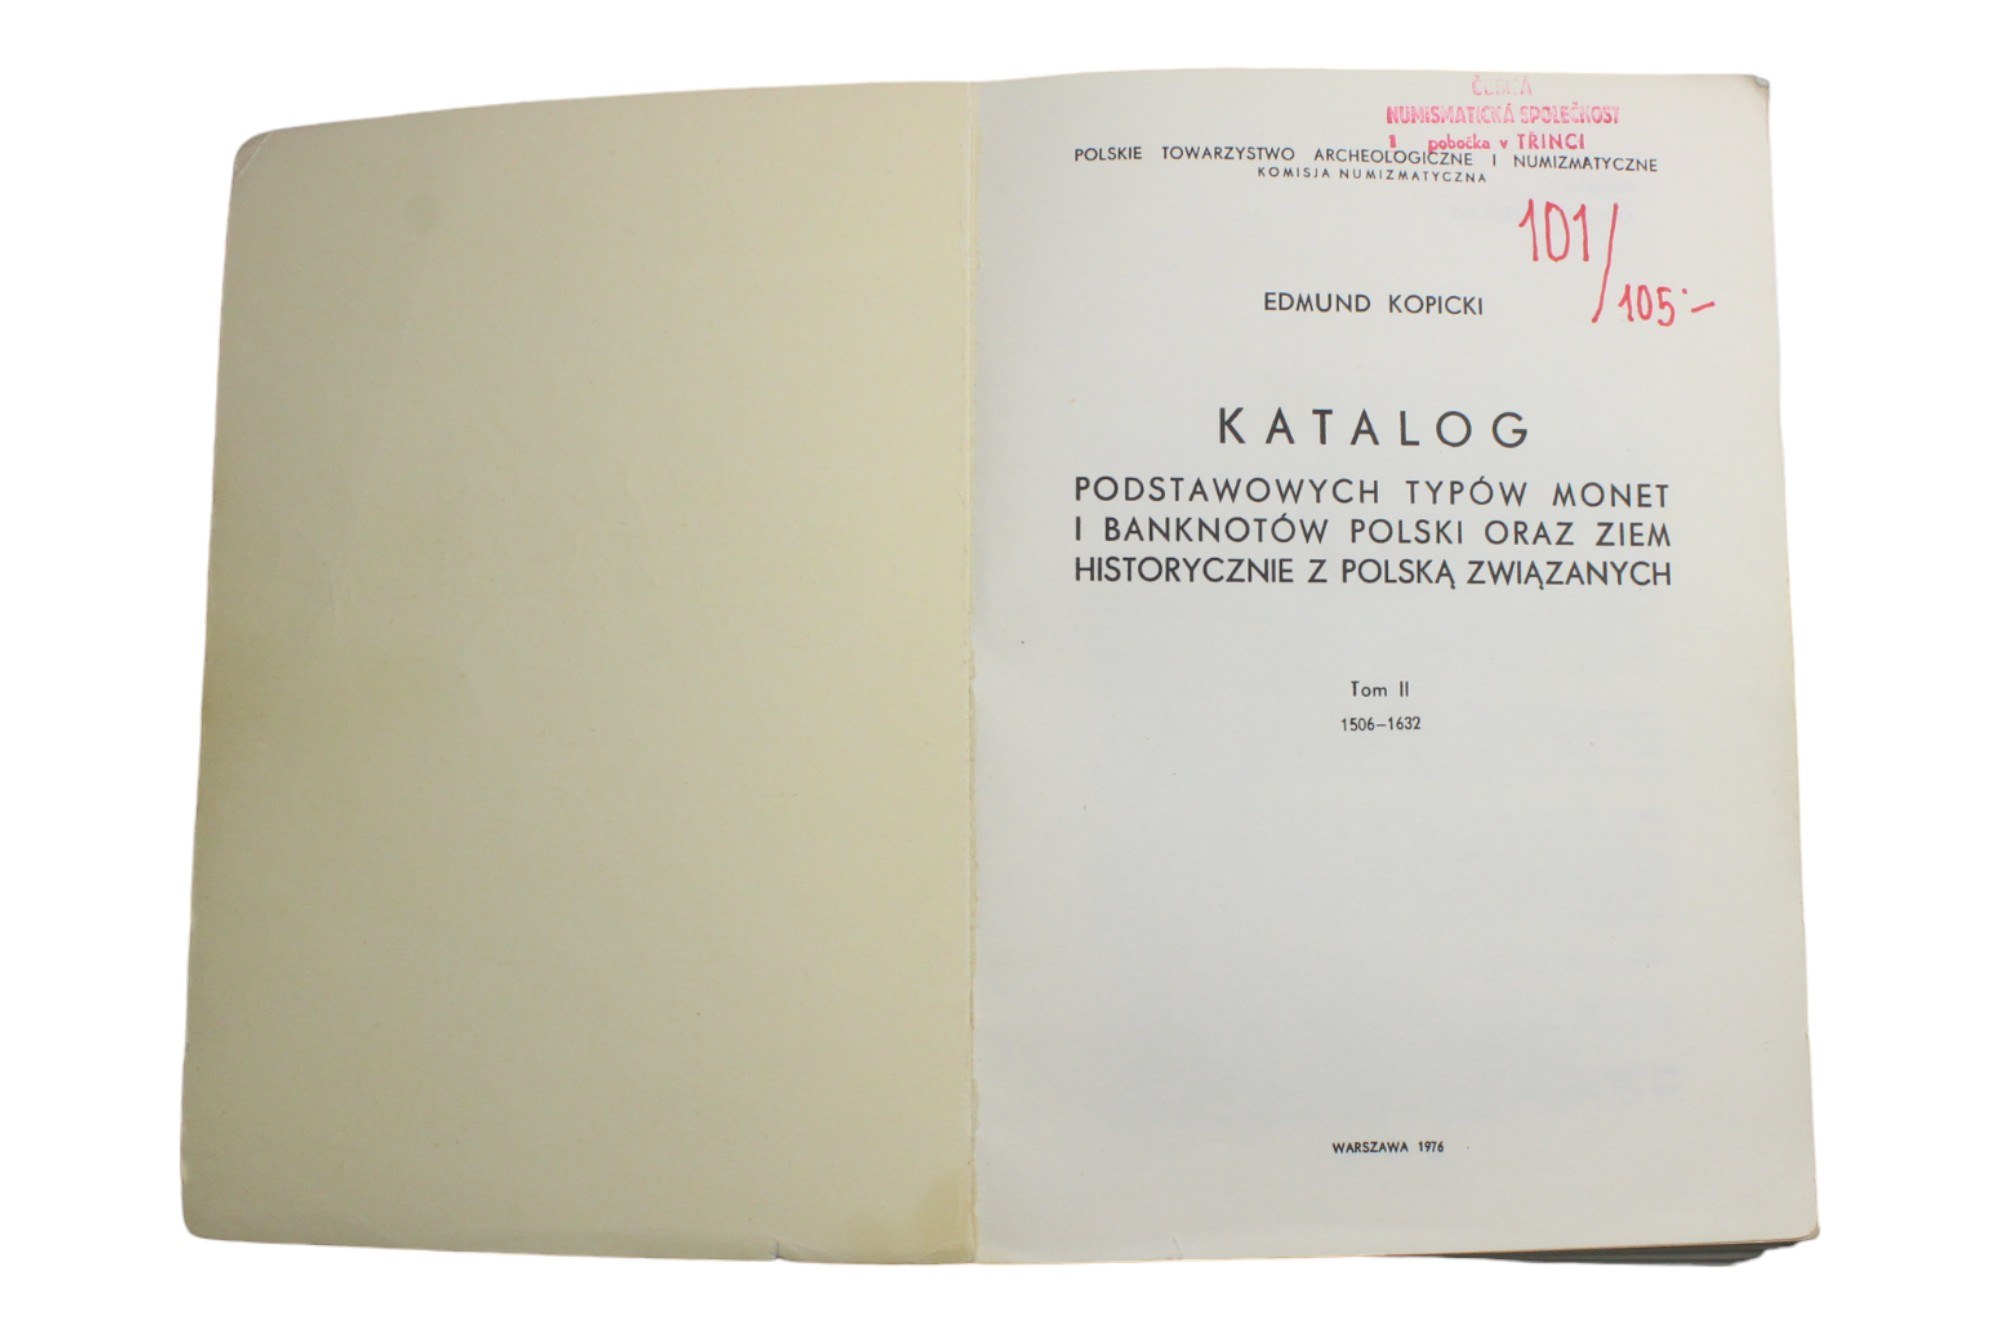 ČESKÁ
NUMISMATICKÁ SPOLEČNOST
1 pobočka v TŘINCI
POLSKIE TOWARZYSTWO ARCHEOLOGICZNE I NUMIZMATYCZNE
KOMISJA NUMIZMATYCZNA
101/105·-
EDMUND KOPICKI
KATALOG
PODSTAWOWYCH TYPÓW MONET
I BANKNOTÓW POLSKI ORAZ ZIEM
HISTORYCZNIE Z POLSKĄ ZWIĄZANYCH
Tom II
1506–1632
WARSZAWA 1976